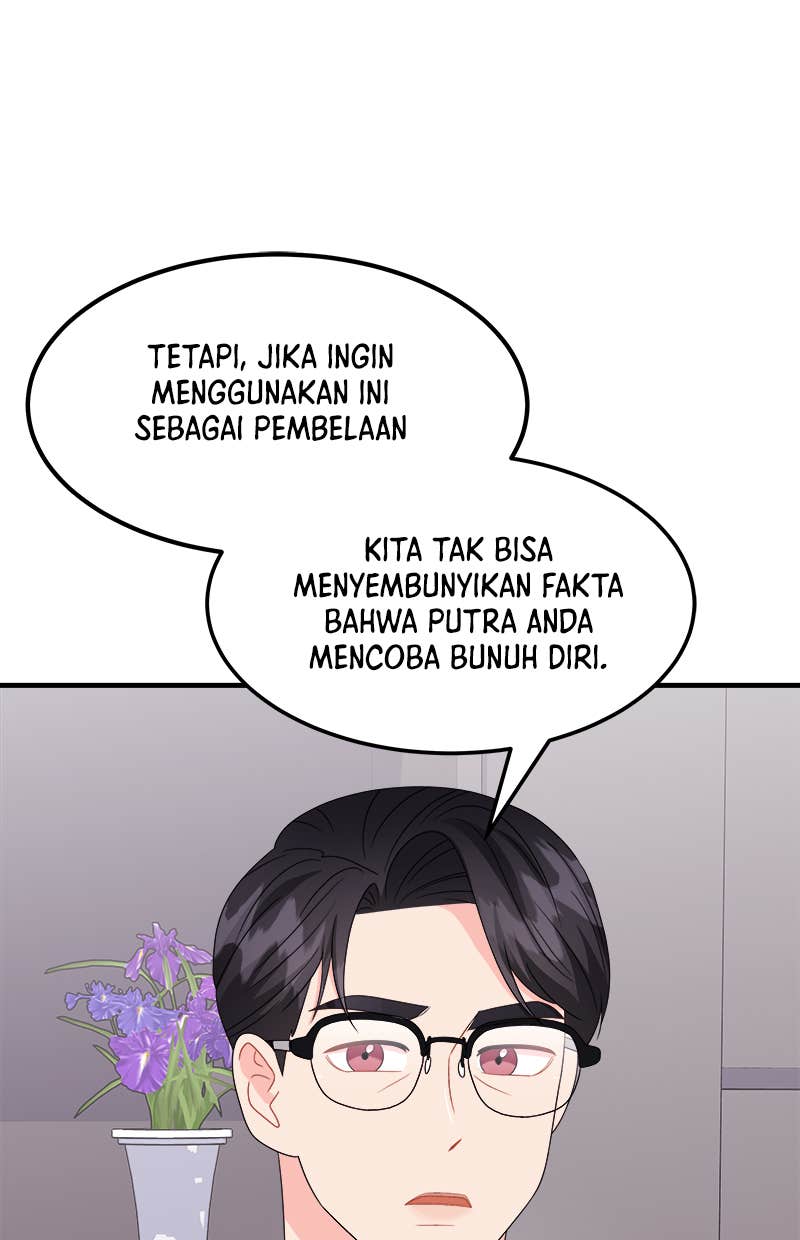 TETAPI, JIKA INGIN
MENGGUNAKAN INI
SEBAGAI PEMBELAAN
KITA TAK BISA
MENYEMBUNYIKAN FAKTA
BAHWA PUTRA ANDA
MENCOBA BUNUH DIRI.